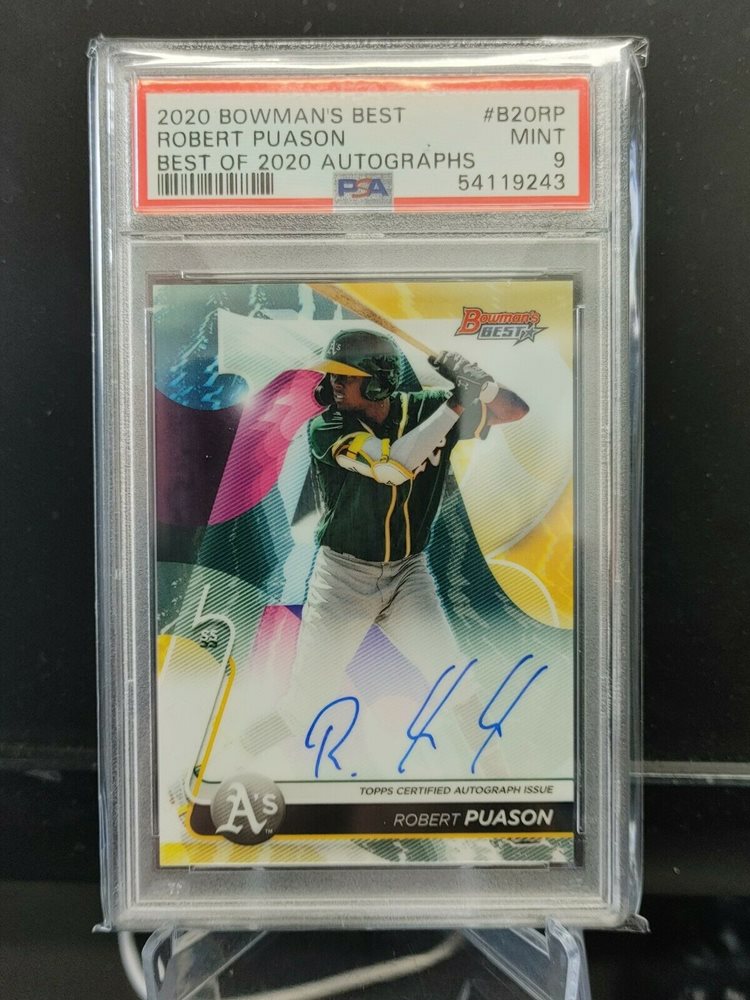 2020 BOWMAN'S BEST #B20RP
ROBERT PUASON MINT
BEST OF 2020 AUTOGRAPHS 9
PSA 54119243
Bowman's
BEST
A's
TOPPS CERTIFIED AUTOGRAPH ISSUE
A's TM
ROBERT PUASON